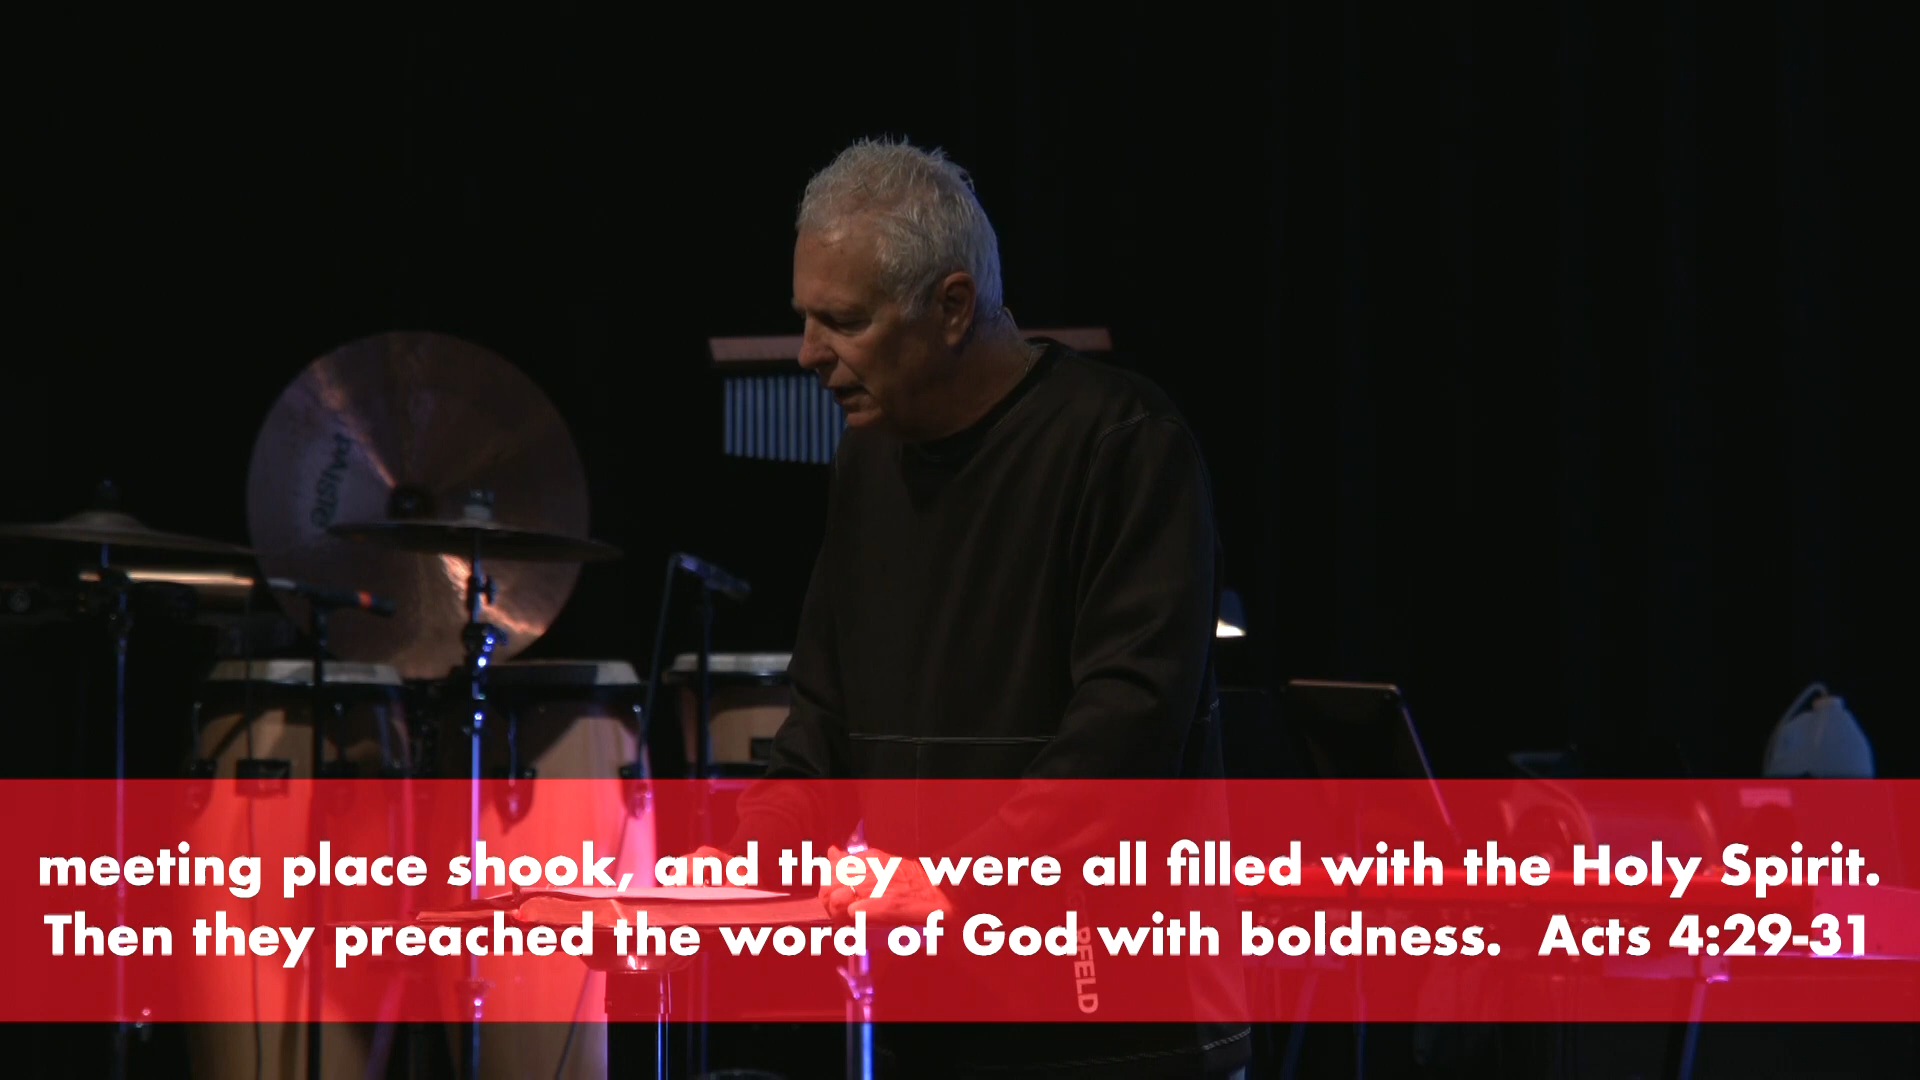 PAISTE
meeting place shook, and they were all filled with the Holy Spirit.
Then they preached the word of God with boldness. Acts 4:29-31